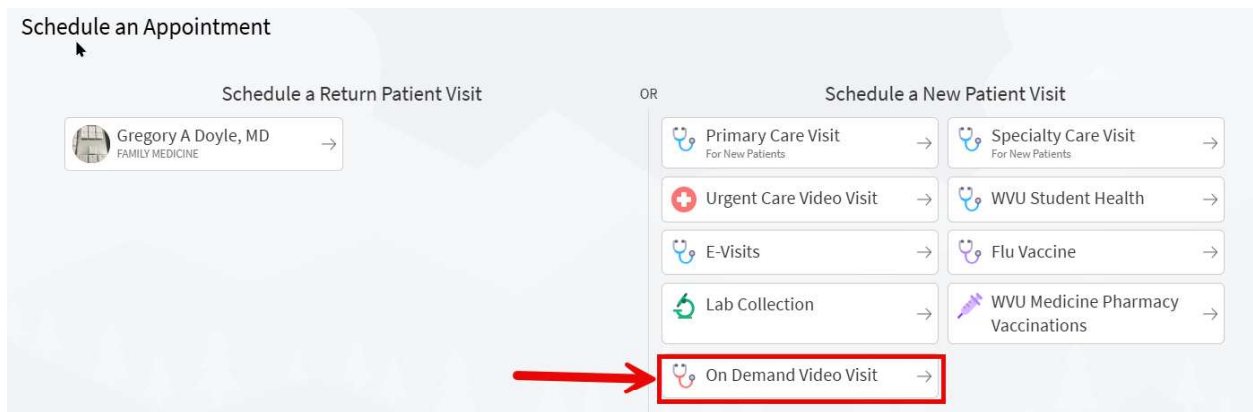 Schedule an Appointment
Schedule a Return Patient Visit
OR
Schedule a New Patient Visit
Gregory A Doyle, MD
FAMILY MEDICINE
Primary Care Visit
For New Patients
Specialty Care Visit
For New Patients
Urgent Care Video Visit
WVU Student Health
E-Visits
Flu Vaccine
Lab Collection
WVU Medicine Pharmacy
Vaccinations
On Demand Video Visit